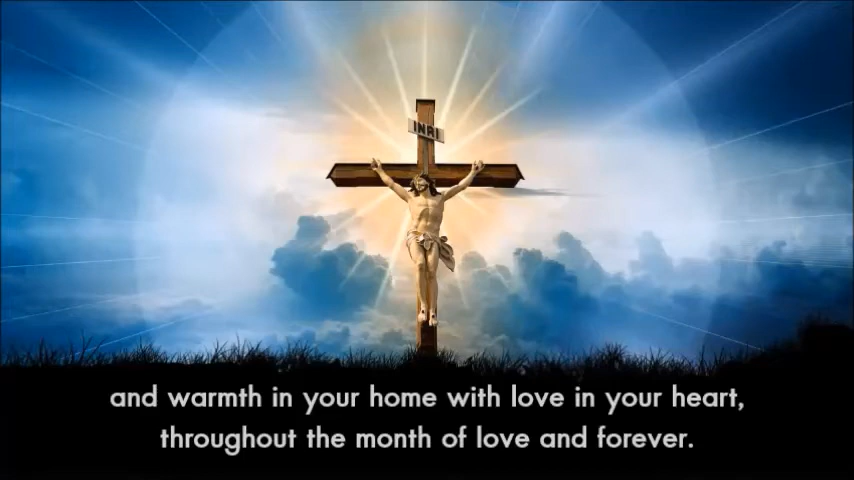 INRI
and warmth in your home with love in your heart,
throughout the month of love and forever.